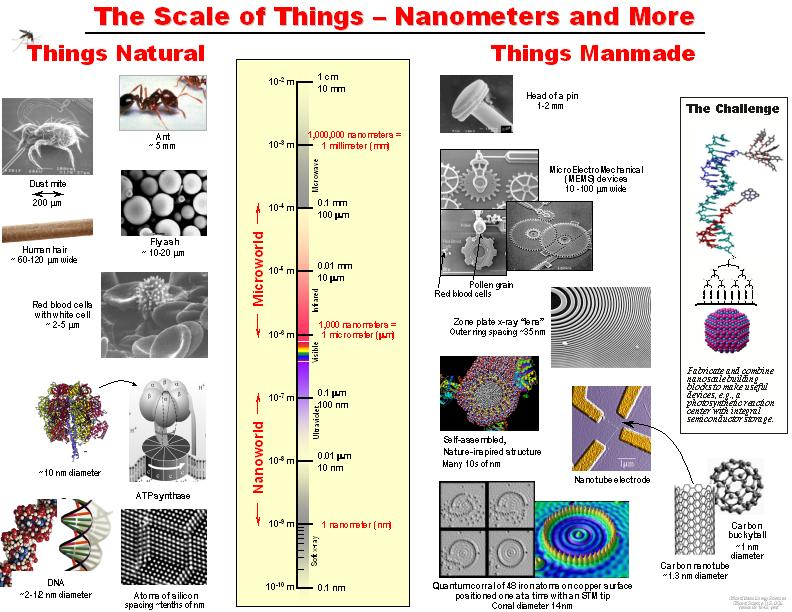 The Scale of Things – Nanometers and More
Things Natural
Things Manmade
Ant
~ 5 mm
Dust mite
200 µm
Human hair
~ 60-120 µm wide
Fly ash
~ 10-20 µm
Red blood cells
with white cell
~ 2-5 µm
~10 nm diameter
H⁺
H⁺
ATP synthase
DNA
~2-1/2 nm diameter
Atoms of silicon
spacing ~tenths of nm
Microworld
Nanoworld
10⁻² m
1 cm
10 mm
10⁻³ m
1,000,000 nanometers =
1 millimeter (mm)
Microwave
10⁻⁴ m
0.1 mm
100 µm
10⁻⁵ m
0.01 mm
10 µm
Infrared
10⁻⁶ m
1,000 nanometers =
1 micrometer (µm)
Visible
10⁻⁷ m
0.1 µm
100 nm
Ultraviolet
10⁻⁸ m
0.01 µm
10 nm
10⁻⁹ m
1 nanometer (nm)
Soft x-ray
10⁻¹⁰ m
0.1 nm
Head of a pin
1-2 mm
MicroElectroMechanical
(MEMS) devices
10 -100 µm wide
Pollen grain
Red blood cells
Zone plate x-ray “lens”
Outer ring spacing ~35 nm
Self-assembled,
Nature-inspired structure
Many 10s of nm
1µm
Nanotube electrode
Carbon
buckyball
~1 nm
diameter
Carbon nanotube
~1.3 nm diameter
Quantum corral of 48 iron atoms on copper surface
positioned one at a time with an STM tip
Corral diameter 14 nm
The Challenge
Fabricate and combine
nanoscale building
blocks to make useful
devices, e.g., a
photosynthetic reaction
center with integral
semiconductor storage.